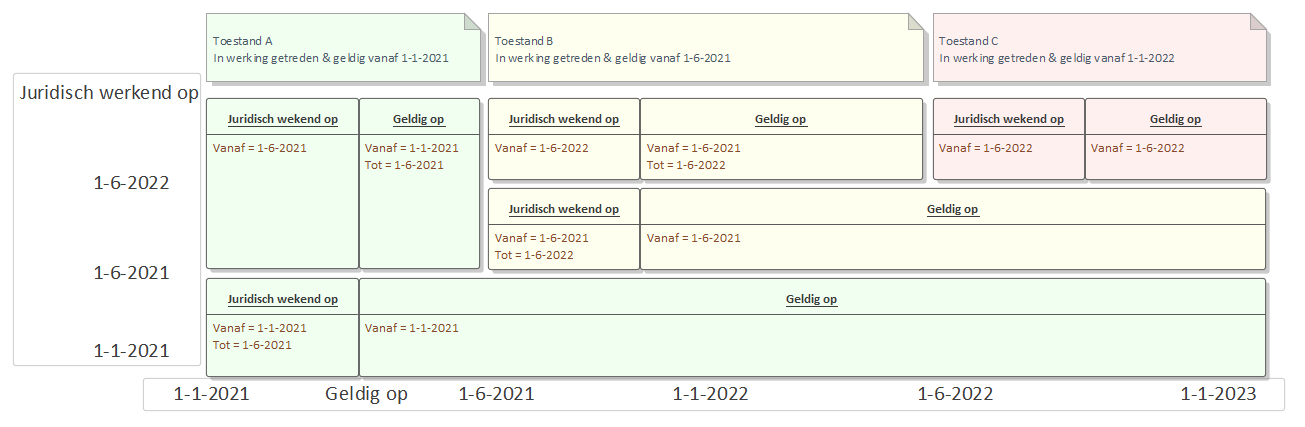 Toestand A
In werking getreden & geldig vanaf 1-1-2021
Toestand B
In werking getreden & geldig vanaf 1-6-2021
Toestand C
In werking getreden & geldig vanaf 1-1-2022
Juridisch werkend op
1-6-2022
1-6-2021
1-1-2021
Juridisch wekend op
Vanaf = 1-6-2021
Geldig op
Vanaf = 1-1-2021
Tot = 1-6-2021
Juridisch wekend op
Vanaf = 1-6-2022
Geldig op
Vanaf = 1-6-2021
Tot = 1-6-2022
Juridisch wekend op
Vanaf = 1-6-2022
Geldig op
Vanaf = 1-6-2022
Juridisch wekend op
Vanaf = 1-6-2021
Tot = 1-6-2022
Geldig op
Vanaf = 1-6-2021
Juridisch wekend op
Vanaf = 1-1-2021
Tot = 1-6-2021
Geldig op
Vanaf = 1-1-2021
1-1-2021 Geldig op 1-6-2021 1-1-2022 1-6-2022 1-1-2023